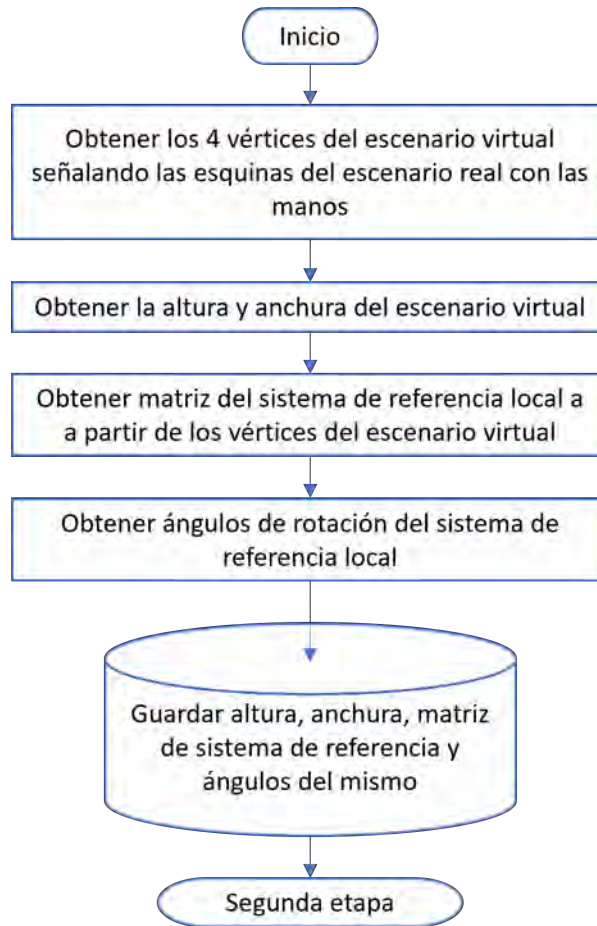 Inicio
Obtener los 4 vértices del escenario virtual
señalando las esquinas del escenario real con las
manos
Obtener la altura y anchura del escenario virtual
Obtener matriz del sistema de referencia local a
a partir de los vértices del escenario virtual
Obtener ángulos de rotación del sistema de
referencia local
Guardar altura, anchura, matriz
de sistema de referencia y
ángulos del mismo
Segunda etapa